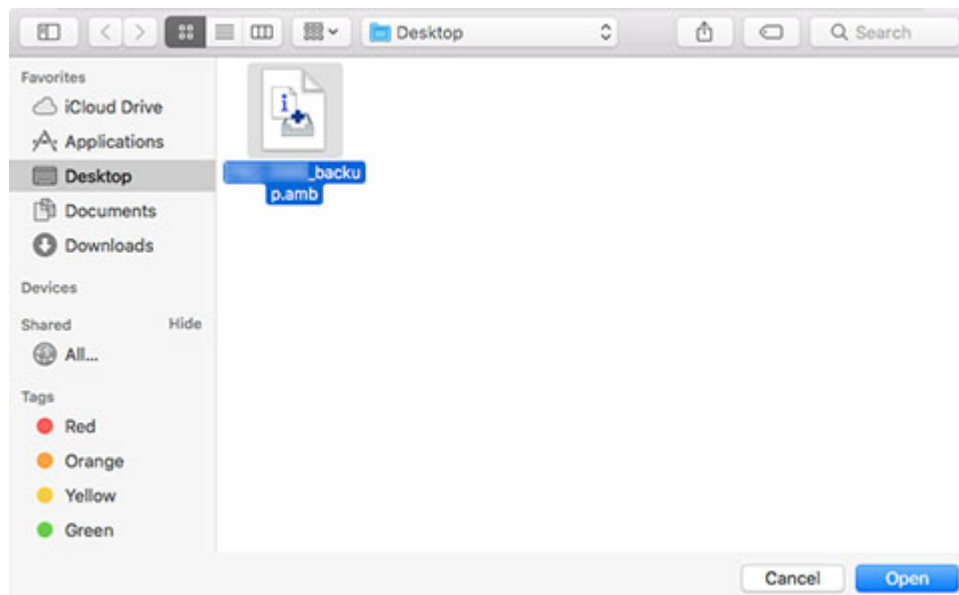 Desktop
Search
Favorites
iCloud Drive
Applications
Desktop
Documents
Downloads
Devices
Shared Hide
All...
Tags
Red
Orange
Yellow
Green
i
_backu
p.amb
Cancel Open